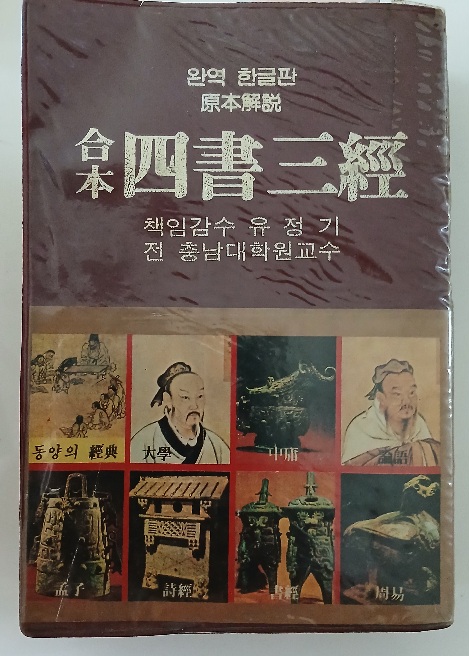 완역 한글판
原本解説
合本 四書三經
책임감수 유정기
전 충남대학원교수
동양의 經典
大學
中庸
論語
孟子
詩經
書經
周易